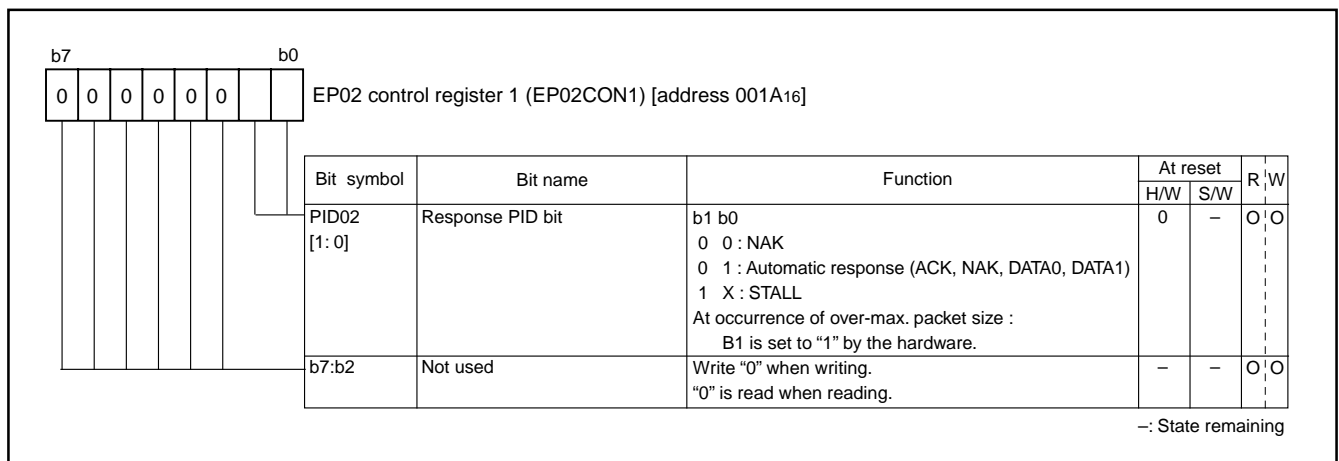 b7 b0
0 0 0 0 0 0
EP02 control register 1 (EP02CON1) [address 001A16]
Bit symbol Bit name Function At reset R W
H/W S/W
PID02 Response PID bit b1 b0 0 – O O
[1: 0] 0 0 : NAK
0 1 : Automatic response (ACK, NAK, DATA0, DATA1)
1 X : STALL
At occurrence of over-max. packet size :
B1 is set to “1” by the hardware.
b7:b2 Not used Write “0” when writing. – – O O
“0” is read when reading.
–: State remaining